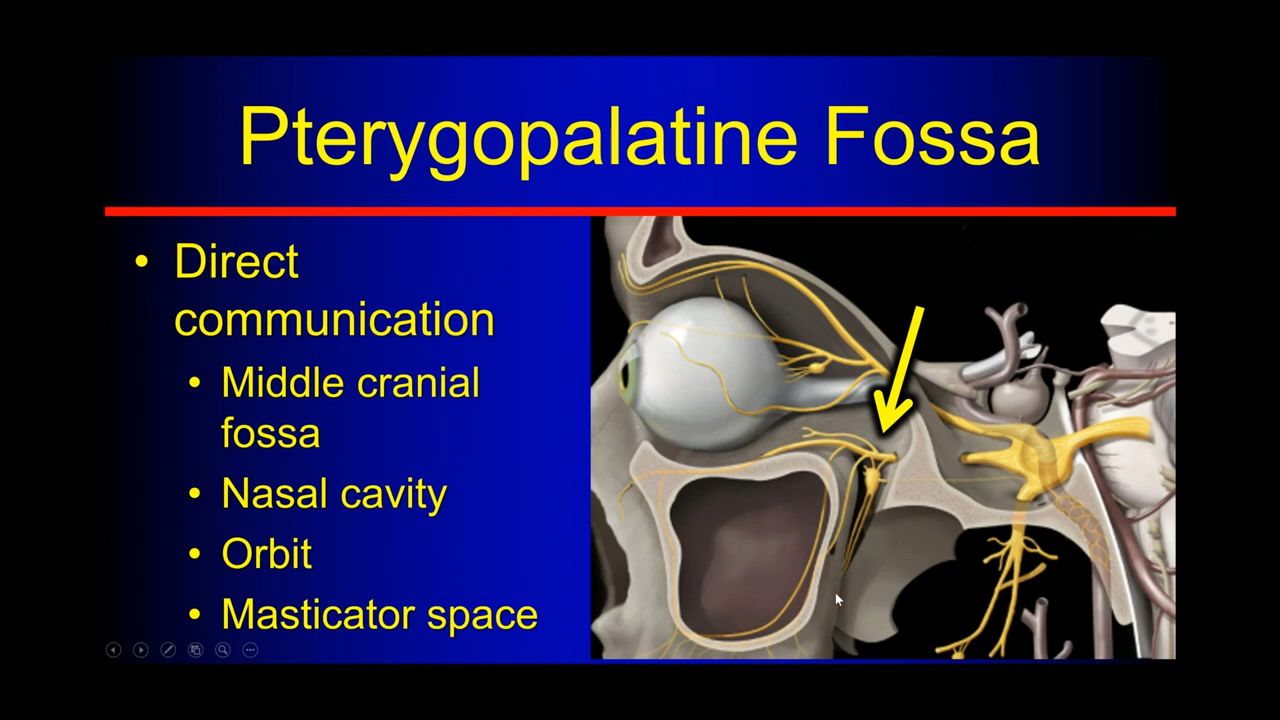 Pterygopalatine Fossa
• Direct
communication
• Middle cranial
fossa
• Nasal cavity
• Orbit
• Masticator space